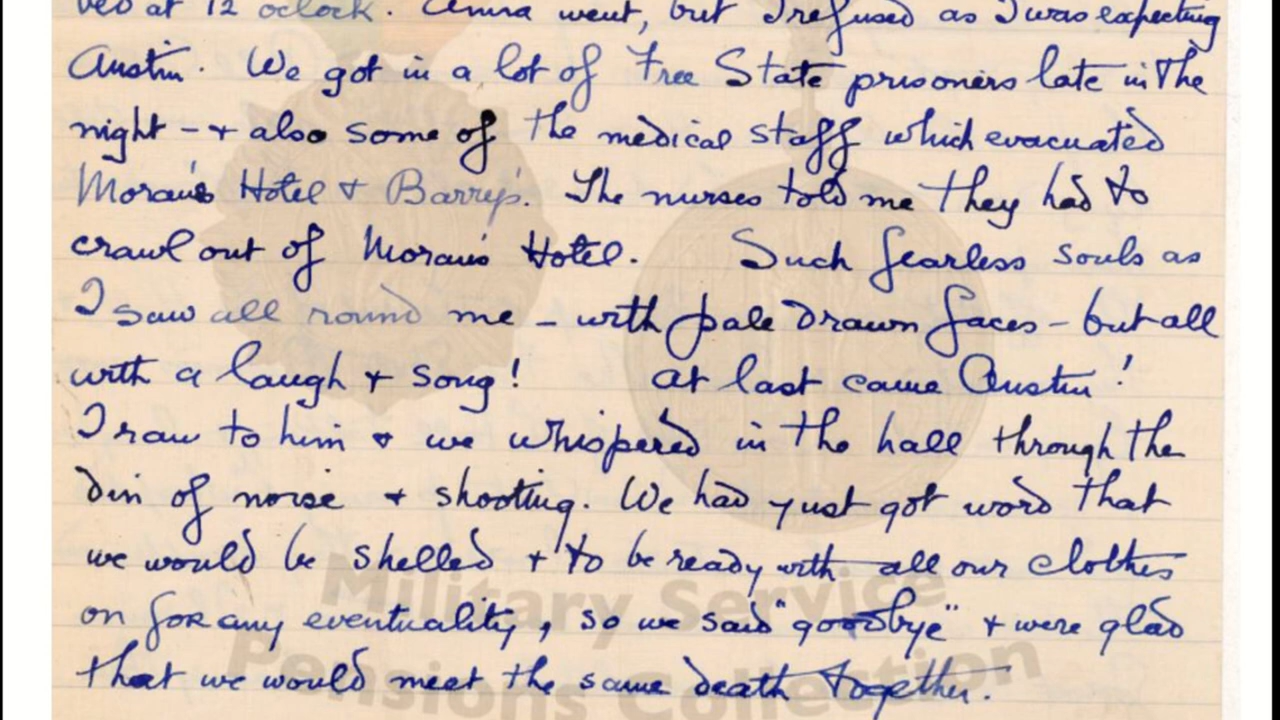 ved at 12 oclock. Anna went, but I refused as I was expecting
Austin. We got in a lot of Free State prisoners late in the
night - + also some of the medical staff which evacuated
Moran's Hotel + Barry's. The nurses told me they had to
crawl out of Moran's Hotel. Such fearless souls as
I saw all round me - with pale drawn faces - but all
with a laugh + song! At last came Austin!
I ran to him + we whispered in the hall through the
din of noise + shooting. We had just got word that
we would be shelled + to be ready with all our clothes
on for any eventuality, so we said "goodbye" + were glad
that we would meet the same death together.
Military Service
Pensions Collection